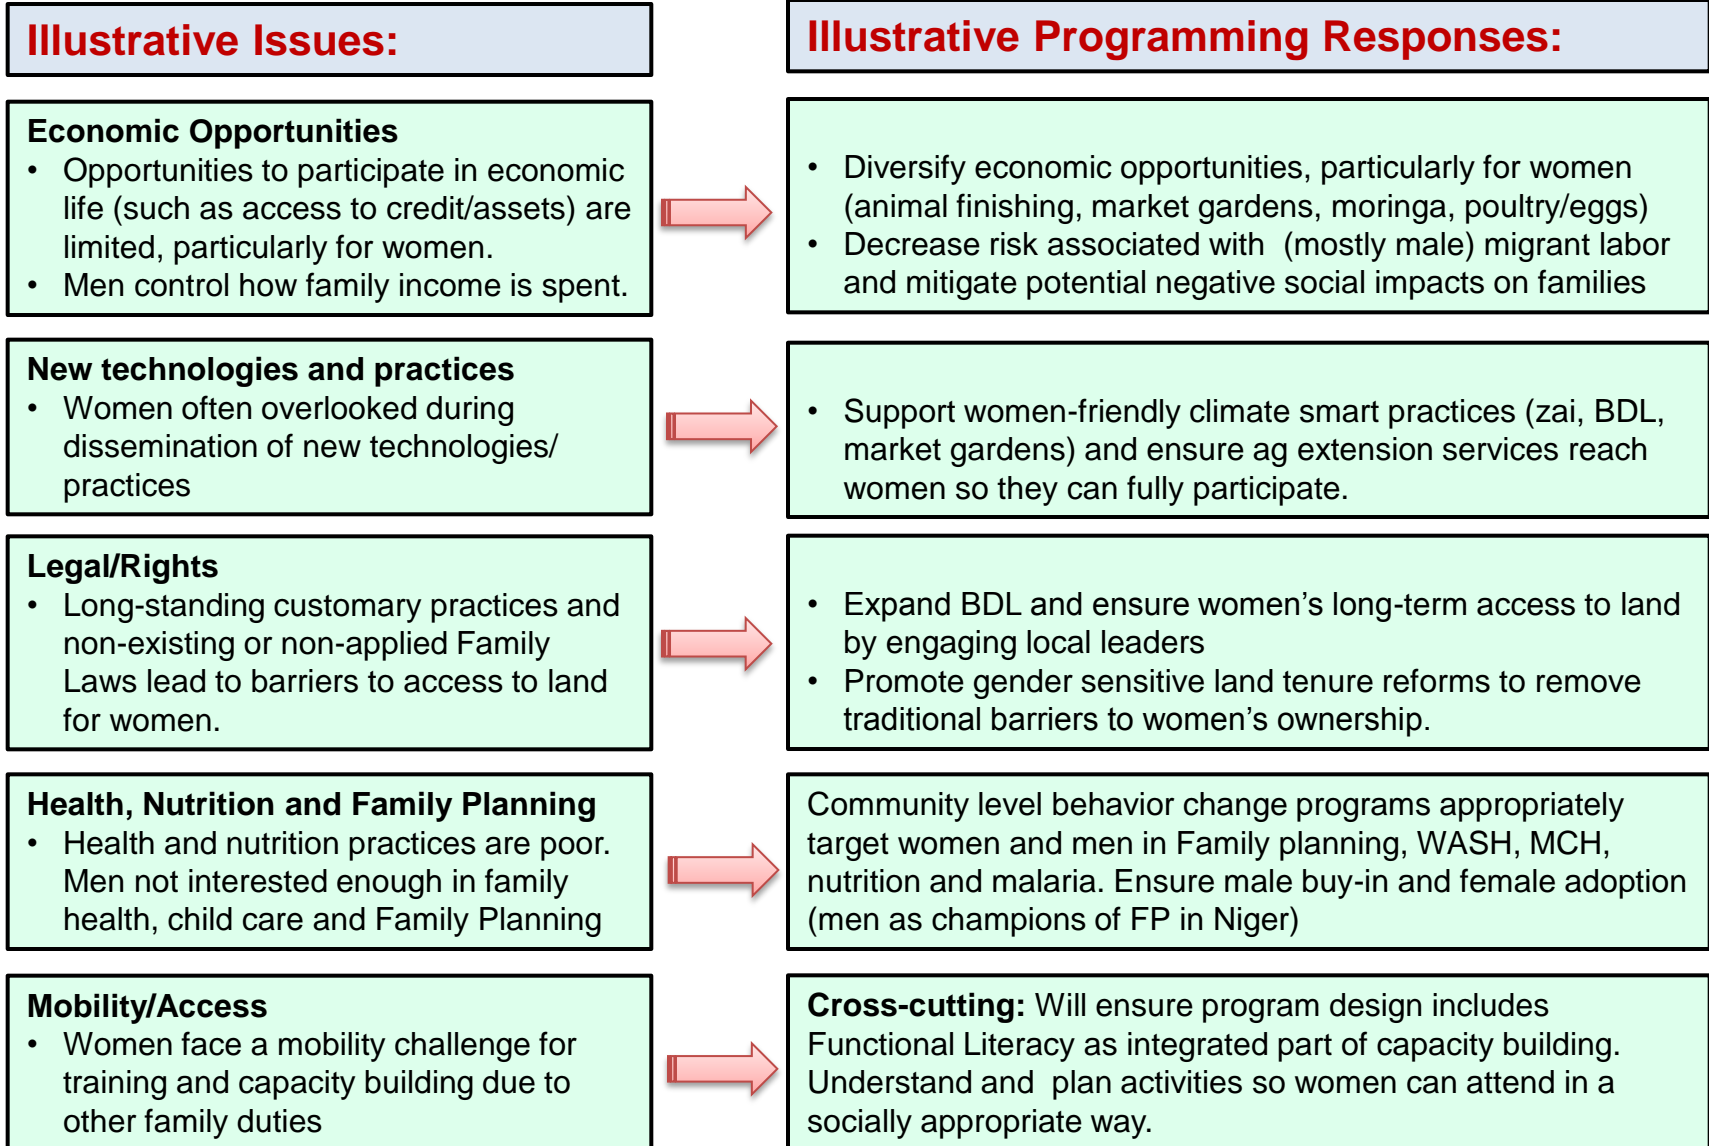 Illustrative Issues:
Illustrative Programming Responses:
Economic Opportunities
• Opportunities to participate in economic
life (such as access to credit/assets) are
limited, particularly for women.
• Men control how family income is spent.
• Diversify economic opportunities, particularly for women
(animal finishing, market gardens, moringa, poultry/eggs)
• Decrease risk associated with (mostly male) migrant labor
and mitigate potential negative social impacts on families
New technologies and practices
• Women often overlooked during
dissemination of new technologies/
practices
• Support women-friendly climate smart practices (zai, BDL,
market gardens) and ensure ag extension services reach
women so they can fully participate.
Legal/Rights
• Long-standing customary practices and
non-existing or non-applied Family
Laws lead to barriers to access to land
for women.
• Expand BDL and ensure women’s long-term access to land
by engaging local leaders
• Promote gender sensitive land tenure reforms to remove
traditional barriers to women’s ownership.
Health, Nutrition and Family Planning
• Health and nutrition practices are poor.
Men not interested enough in family
health, child care and Family Planning
Community level behavior change programs appropriately
target women and men in Family planning, WASH, MCH,
nutrition and malaria. Ensure male buy-in and female adoption
(men as champions of FP in Niger)
Mobility/Access
• Women face a mobility challenge for
training and capacity building due to
other family duties
Cross-cutting: Will ensure program design includes
Functional Literacy as integrated part of capacity building.
Understand and plan activities so women can attend in a
socially appropriate way.